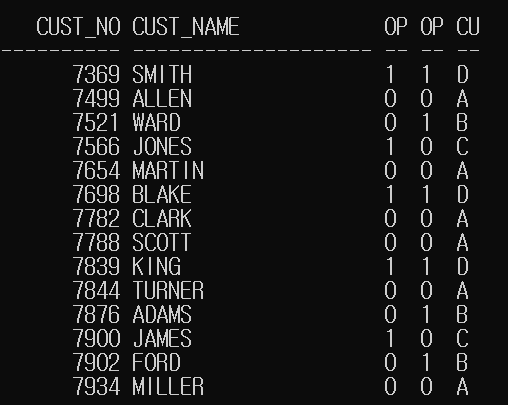 CUST_NO CUST_NAME OP OP CU
---------- -------------------- -- -- --
7369 SMITH 1 1 D
7499 ALLEN 0 0 A
7521 WARD 0 1 B
7566 JONES 1 0 C
7654 MARTIN 0 0 A
7698 BLAKE 1 1 D
7782 CLARK 0 0 A
7788 SCOTT 0 0 A
7839 KING 1 1 D
7844 TURNER 0 0 A
7876 ADAMS 0 1 B
7900 JAMES 1 0 C
7902 FORD 0 1 B
7934 MILLER 0 0 A